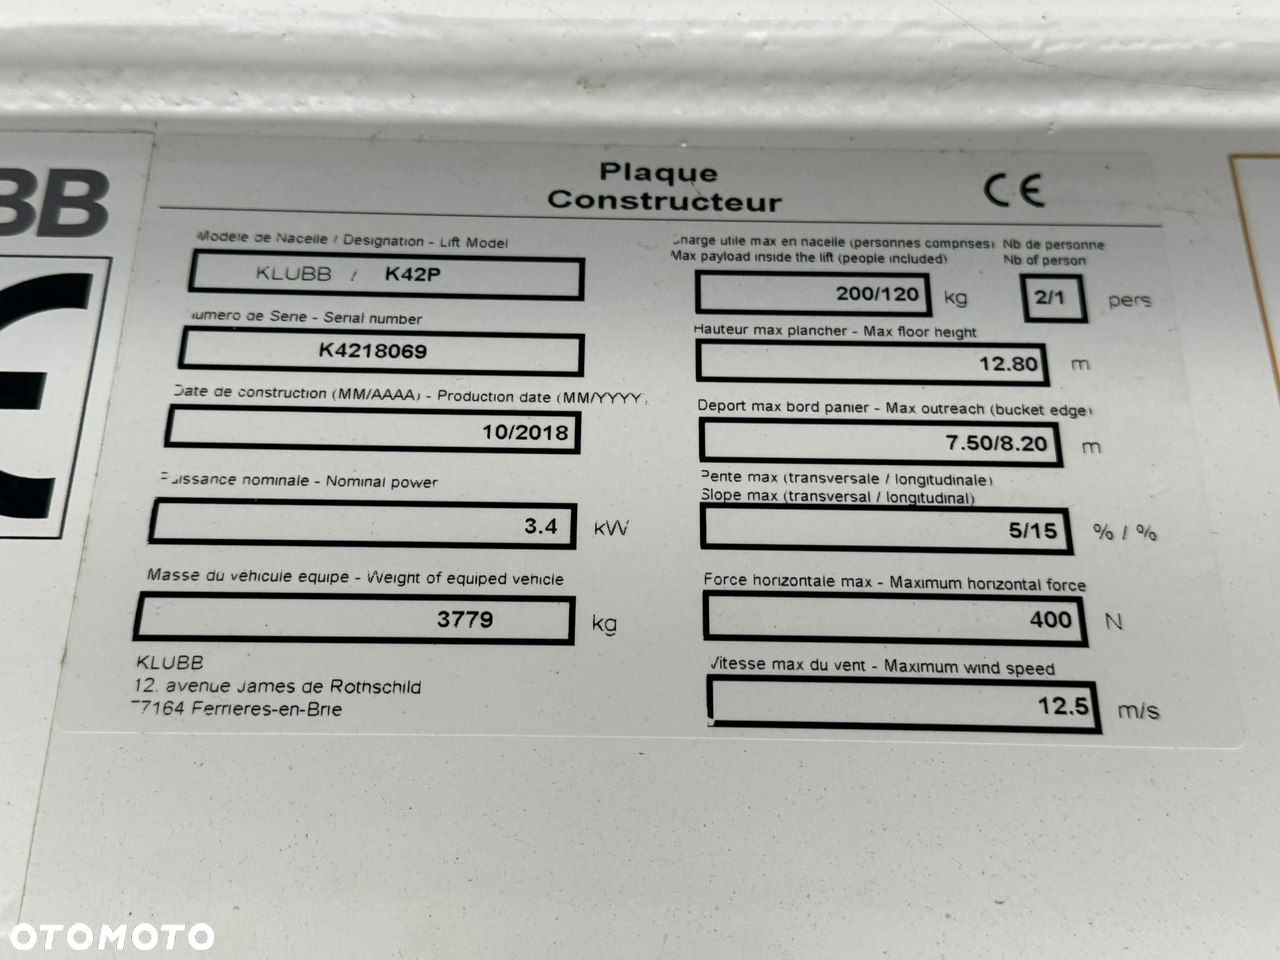 BB
Plaque
Constructeur
CE
Modele de Nacelle / Designation - Lift Model
KLUBB / K42P
Numero de Serie - Serial number
K4218069
Date de construction (MM/AAAA) - Production date (MM/YYYY)
10/2018
Puissance nominale - Nominal power
3.4 kW
Masse du vehicule equipe - Weight of equiped vehicle
3779 kg
KLUBB
12, avenue James de Rothschild
77164 Ferrieres-en-Brie
Charge utile max en nacelle (personnes comprises)
Max payload inside the lift (people included)
200/120 kg
Nb de personne
Nb of person
2/1 pers
Hauteur max plancher - Max floor height
12.80 m
Deport max bord panier - Max outreach (bucket edge)
7.50/8.20 m
Pente max (transversale / longitudinale)
Slope max (transversal / longitudinal)
5/15 % / %
Force horizontale max - Maximum horizontal force
400 N
Vitesse max du vent - Maximum wind speed
12.5 m/s
OTOMOTO